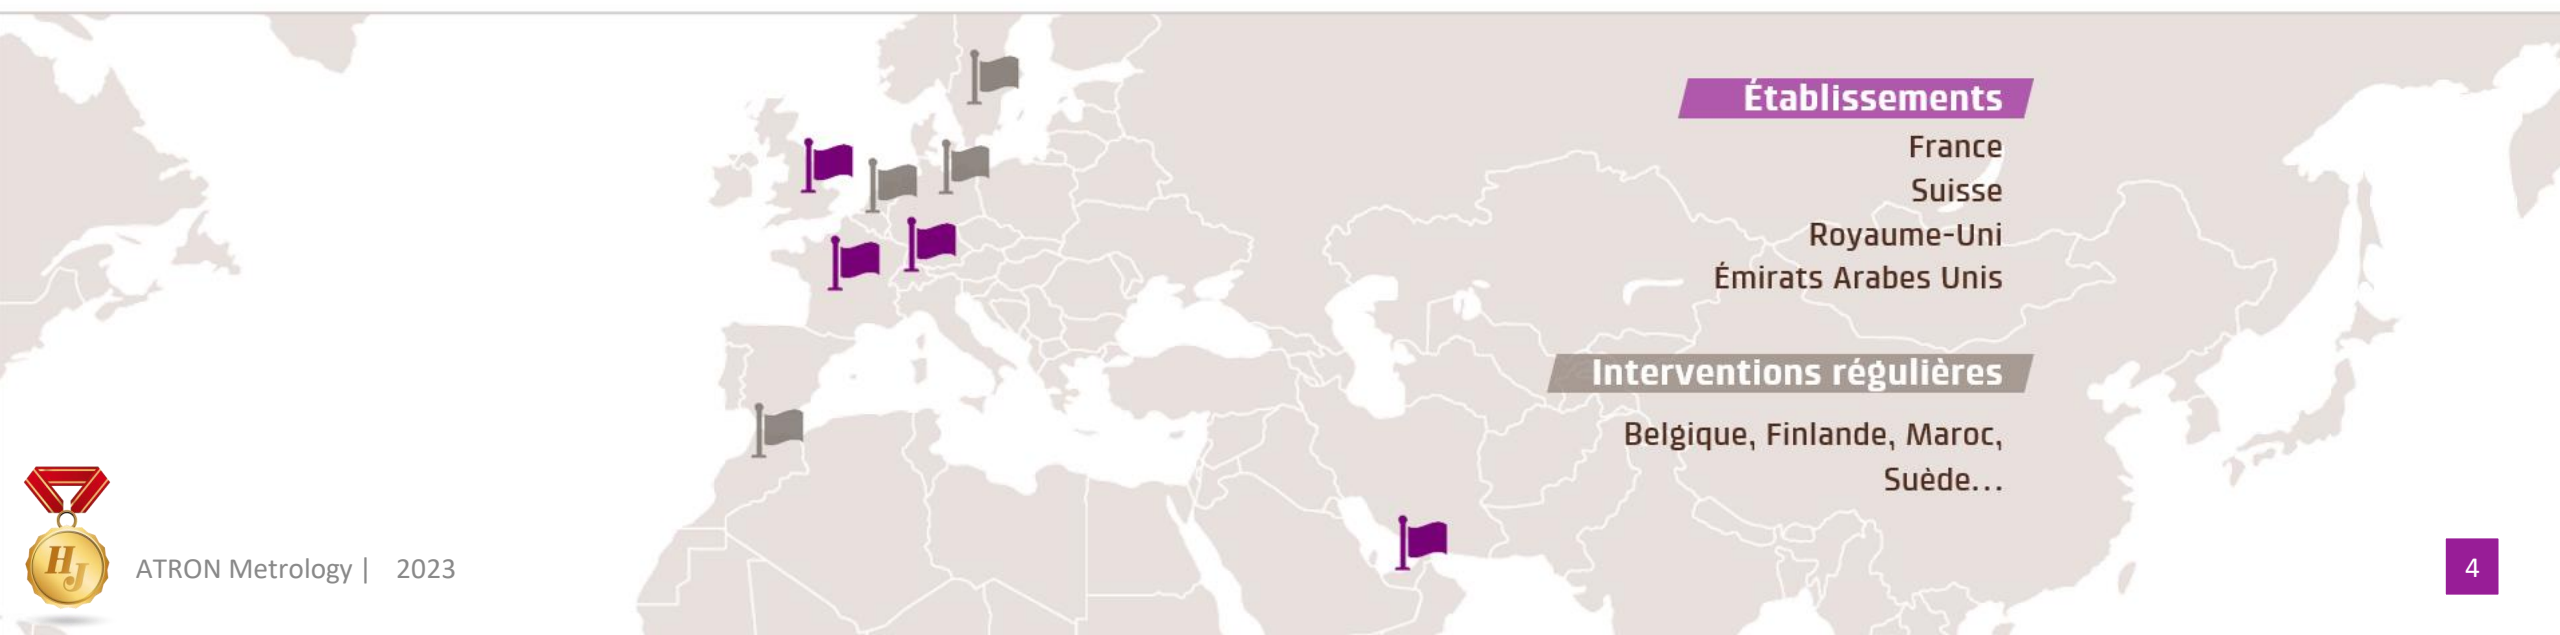 Établissements
France
Suisse
Royaume-Uni
Émirats Arabes Unis
Interventions régulières
Belgique, Finlande, Maroc,
Suède...
HJ
ATRON Metrology | 2023
4